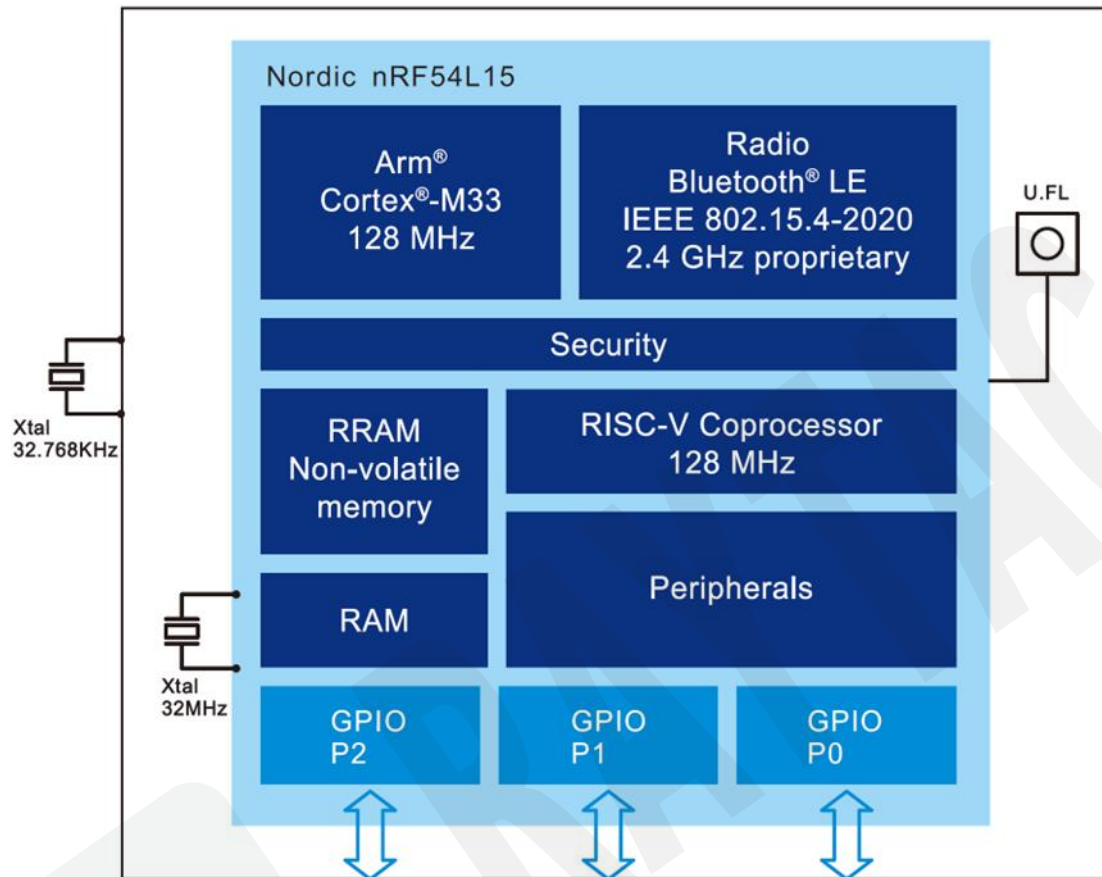 Nordic nRF54L15
Arm®
Cortex®-M33
128 MHz
Radio
Bluetooth® LE
IEEE 802.15.4-2020
2.4 GHz proprietary
U.FL
Security
Xtal
32.768KHz
RRAM
Non-volatile
memory
RISC-V Coprocessor
128 MHz
Peripherals
RAM
Xtal
32MHz
GPIO
P2
GPIO
P1
GPIO
P0
RAYTAC